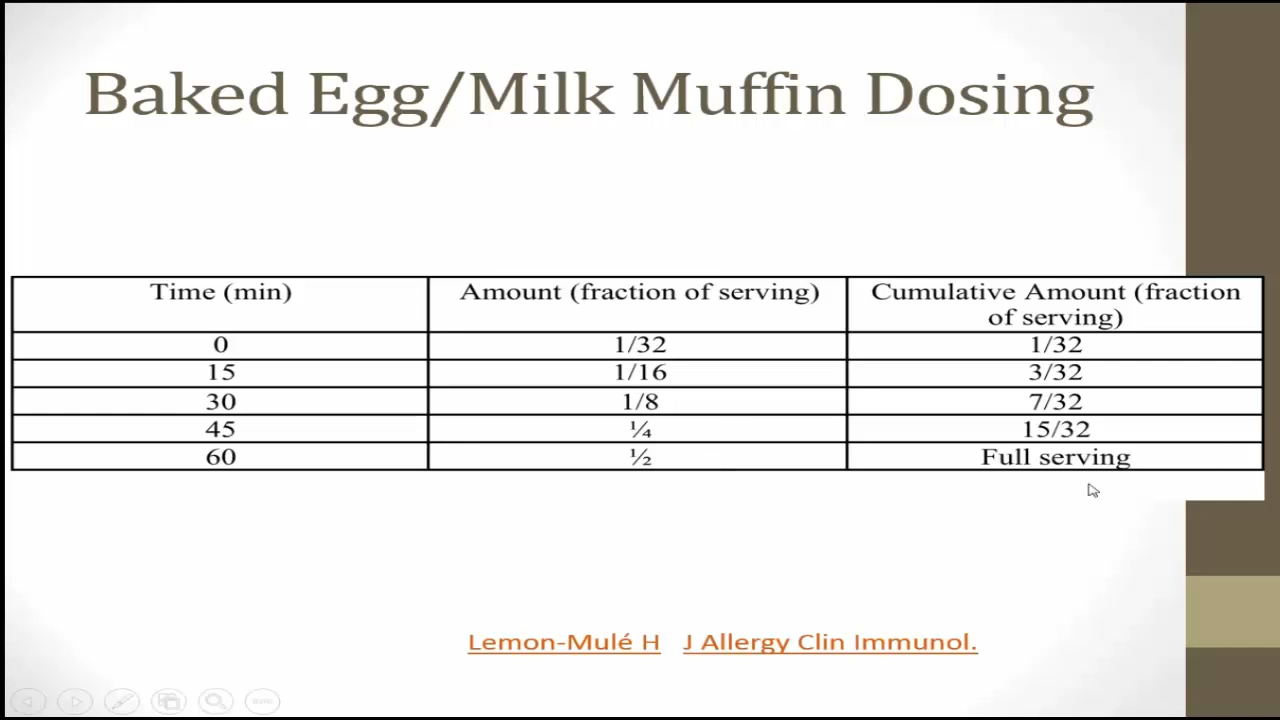 Baked Egg/Milk Muffin Dosing
Time (min) Amount (fraction of serving) Cumulative Amount (fraction
of serving)
0 1/32 1/32
15 1/16 3/32
30 1/8 7/32
45 ¼ 15/32
60 ½ Full serving
Lemon-Mulé H J Allergy Clin Immunol.